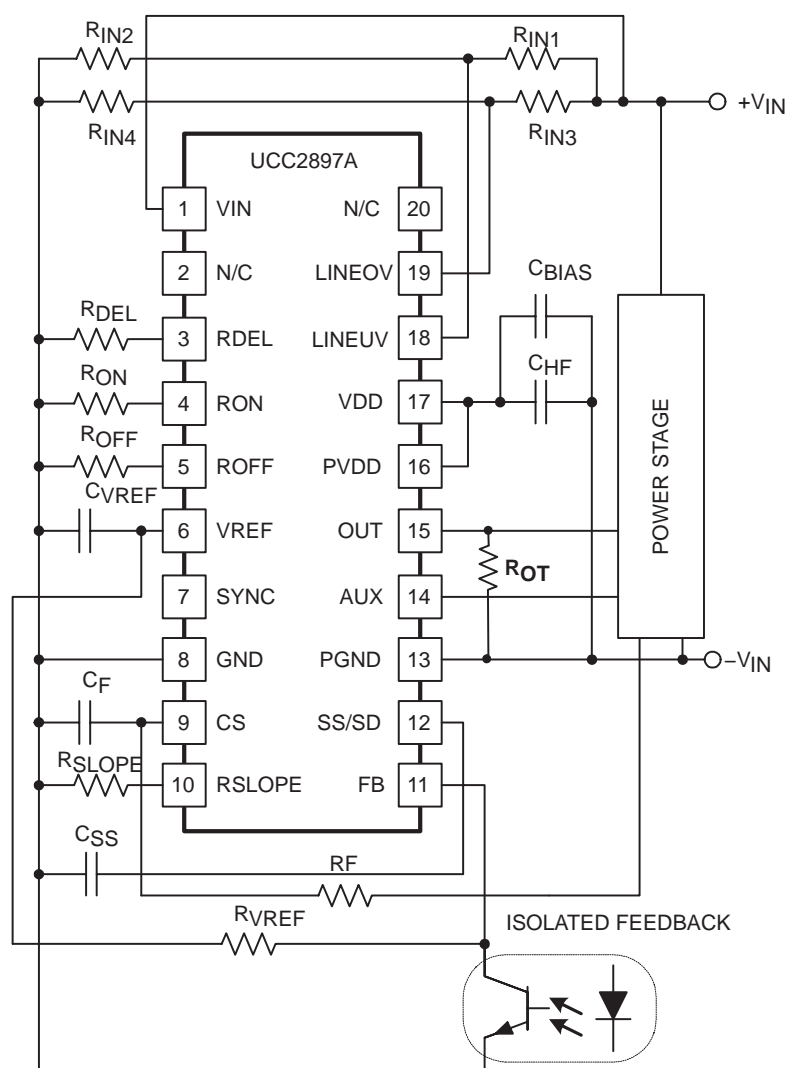 RIN2
RIN1
RIN4
RIN3
+VIN
UCC2897A
1 VIN
N/C 20
2 N/C
LINEOV 19
CBIAS
RDEL
3 RDEL
LINEUV 18
RON
4 RON
VDD 17
CHF
ROFF
5 ROFF
PVDD 16
CVREF
6 VREF
OUT 15
POWER STAGE
7 SYNC
AUX 14
ROT
8 GND
PGND 13
−VIN
CF
9 CS
SS/SD 12
RSLOPE
10 RSLOPE
FB 11
CSS
RF
RVREF
ISOLATED FEEDBACK